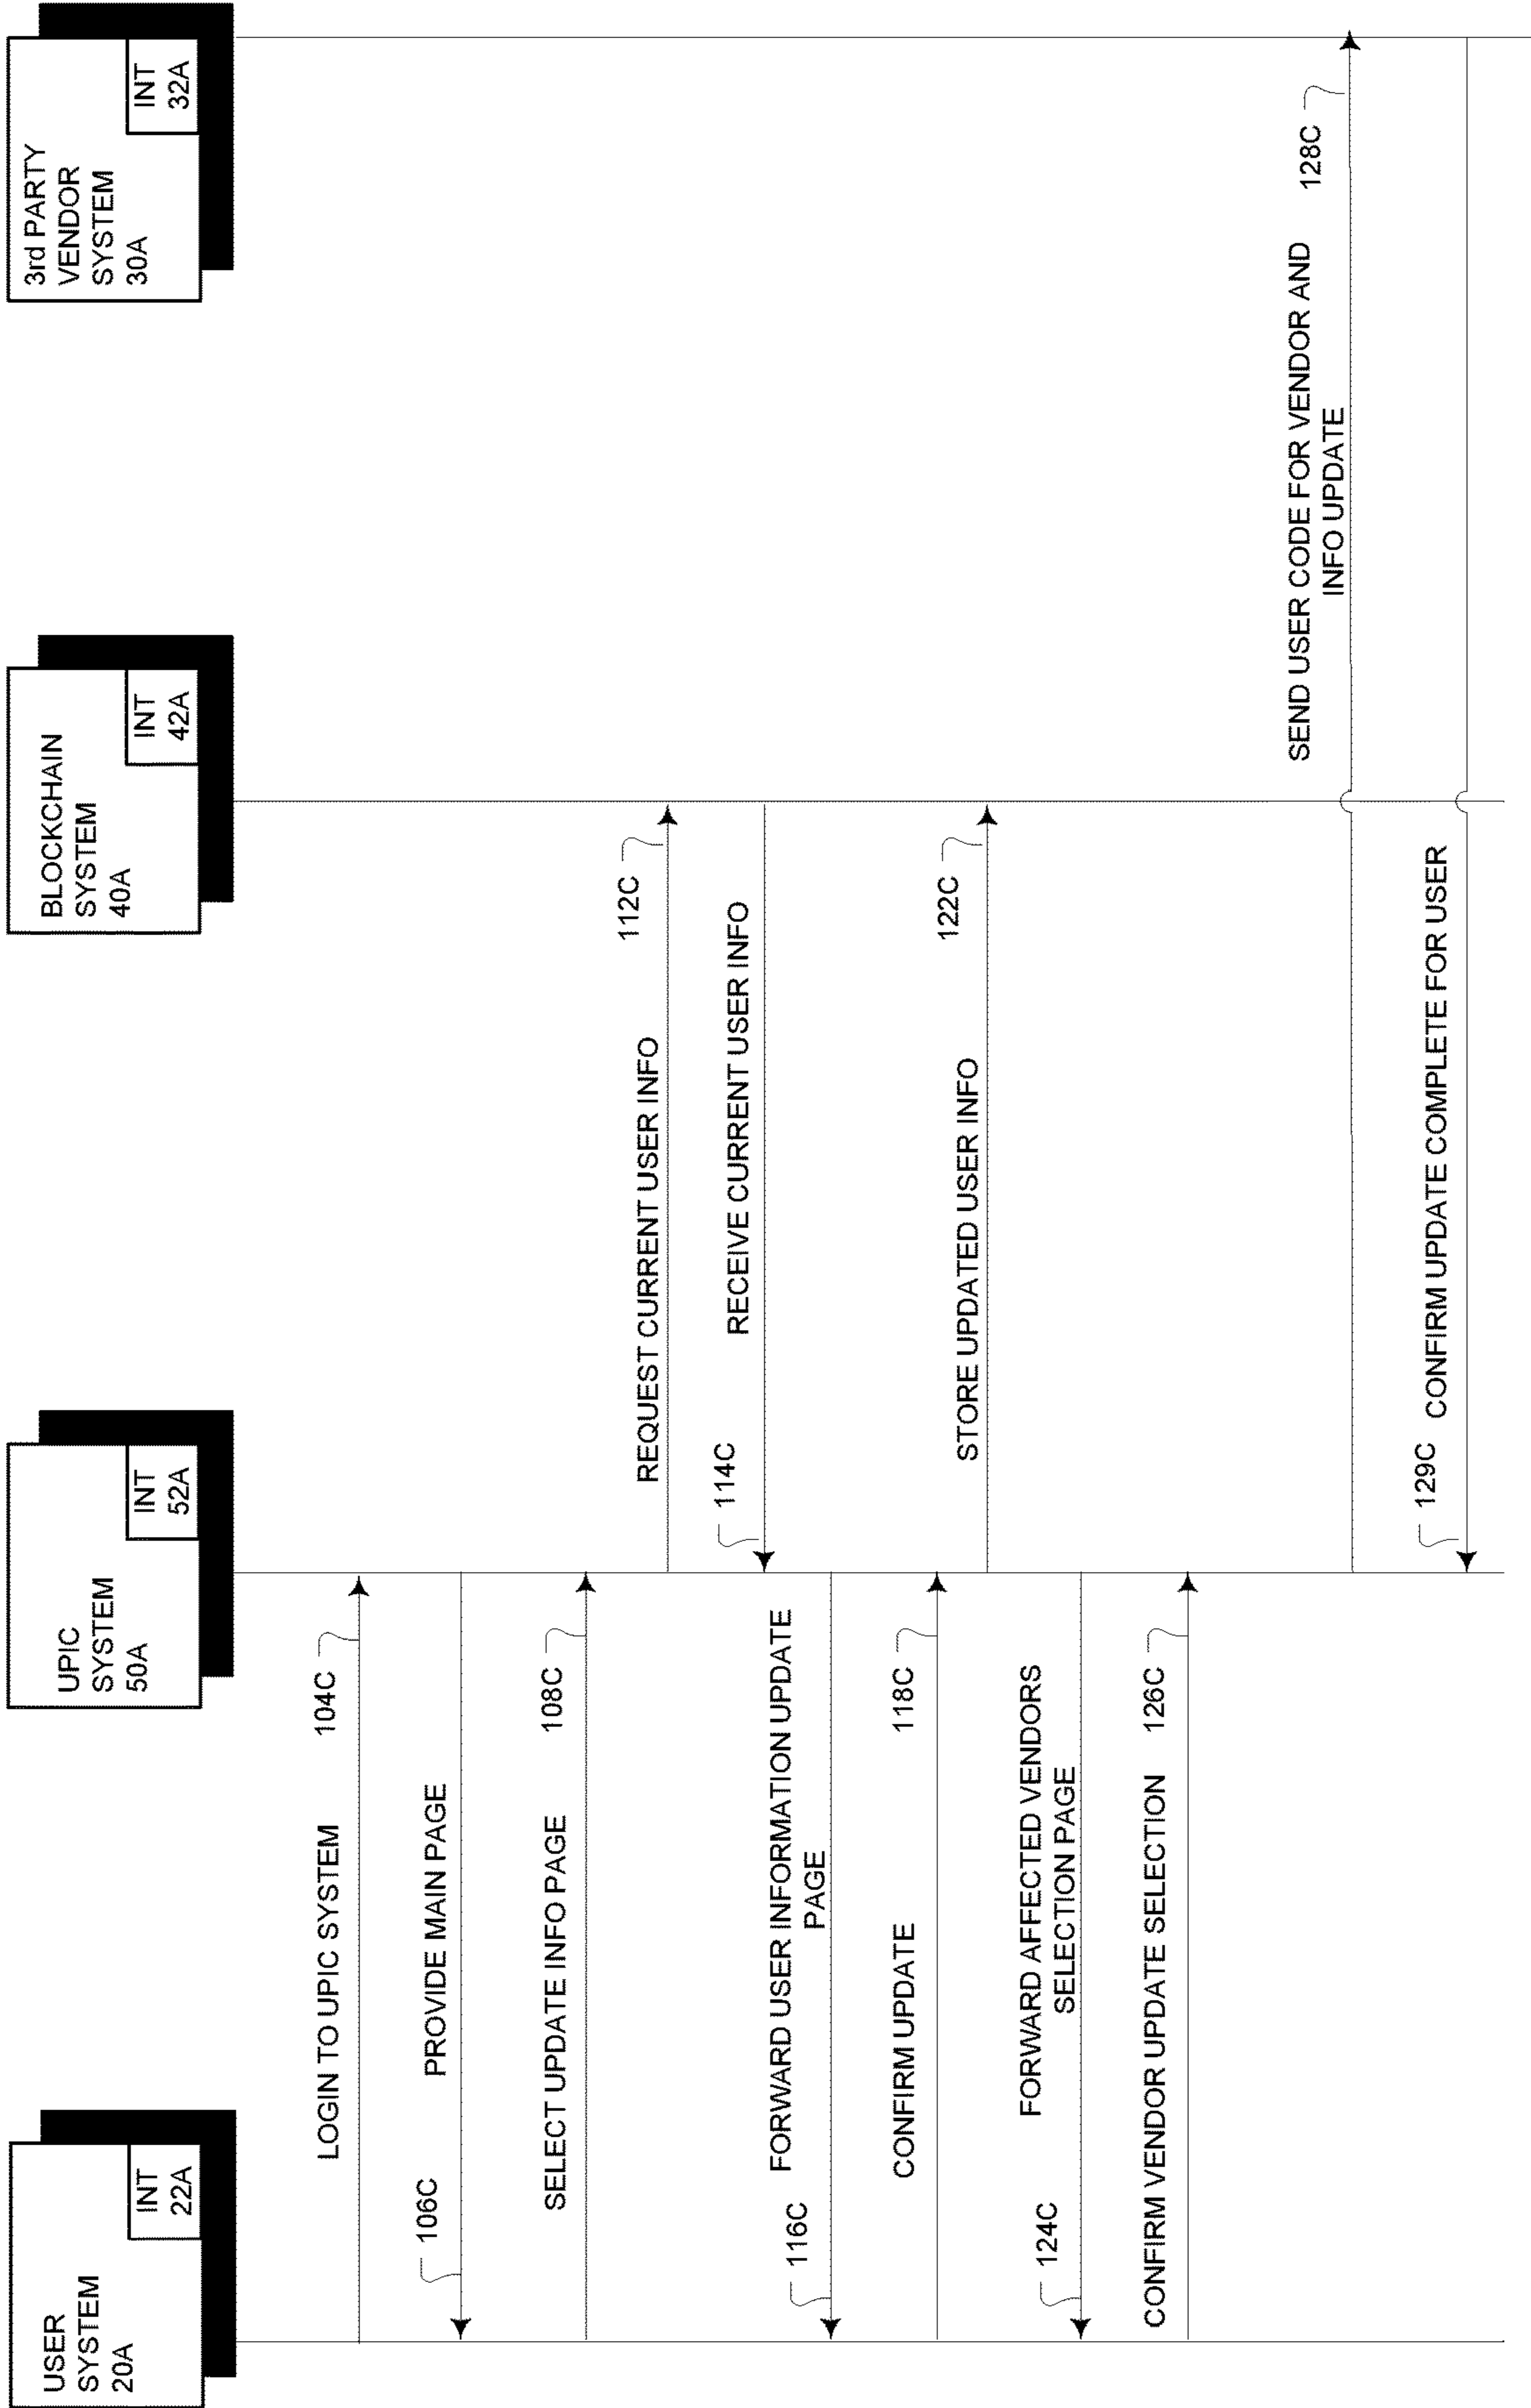 USER
SYSTEM
20A
INT
22A
UPIC
SYSTEM
50A
INT
52A
BLOCKCHAIN
SYSTEM
40A
INT
42A
3rd PARTY
VENDOR
SYSTEM
30A
INT
32A
LOGIN TO UPIC SYSTEM
104C
106C
PROVIDE MAIN PAGE
SELECT UPDATE INFO PAGE
108C
REQUEST CURRENT USER INFO
112C
114C
RECEIVE CURRENT USER INFO
116C
FORWARD USER INFORMATION UPDATE
PAGE
CONFIRM UPDATE
118C
STORE UPDATED USER INFO
122C
124C
FORWARD AFFECTED VENDORS
SELECTION PAGE
CONFIRM VENDOR UPDATE SELECTION
126C
SEND USER CODE FOR VENDOR AND
INFO UPDATE
128C
129C
CONFIRM UPDATE COMPLETE FOR USER